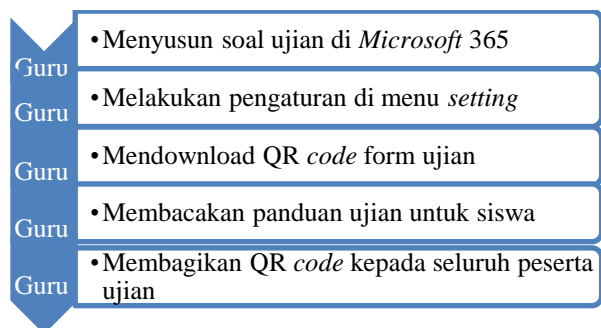 •Menyusun soal ujian di Microsoft 365
Guru
•Melakukan pengaturan di menu setting
Guru
•Mendownload QR code form ujian
Guru
•Membacakan panduan ujian untuk siswa
Guru
•Membagikan QR code kepada seluruh peserta
ujian
Guru